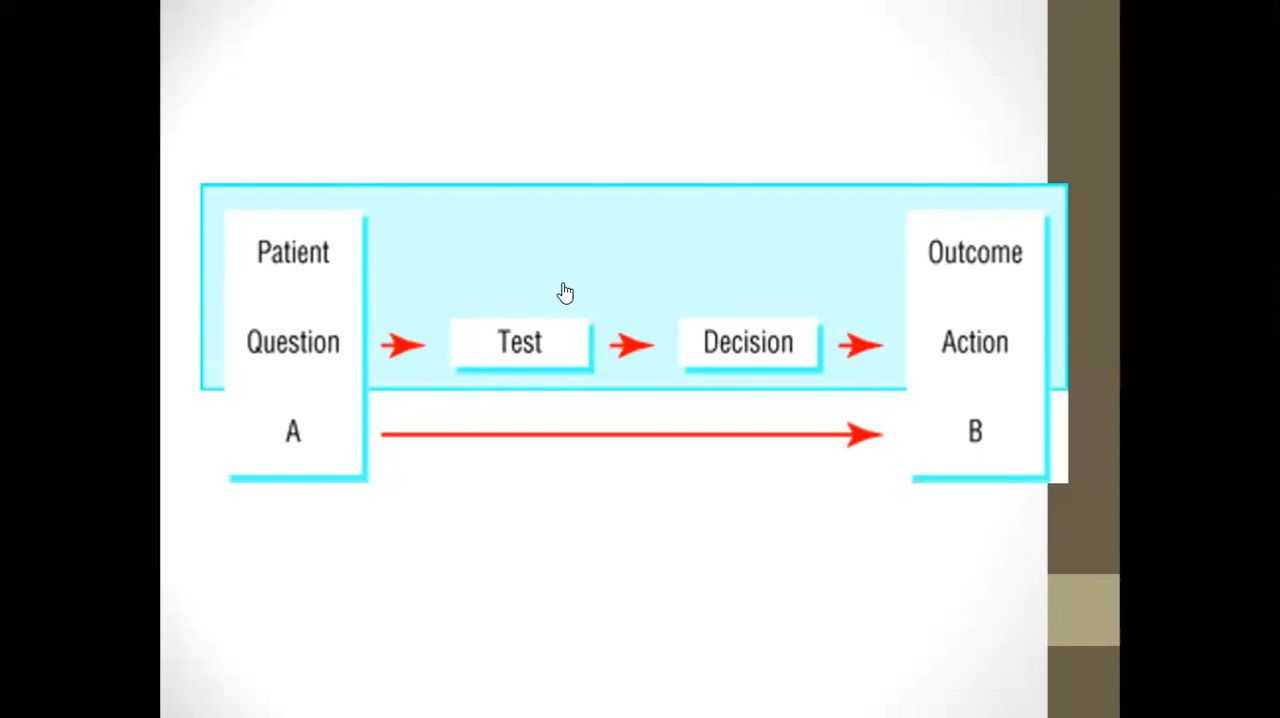 Patient
Outcome
Question
Test
Decision
Action
A
B